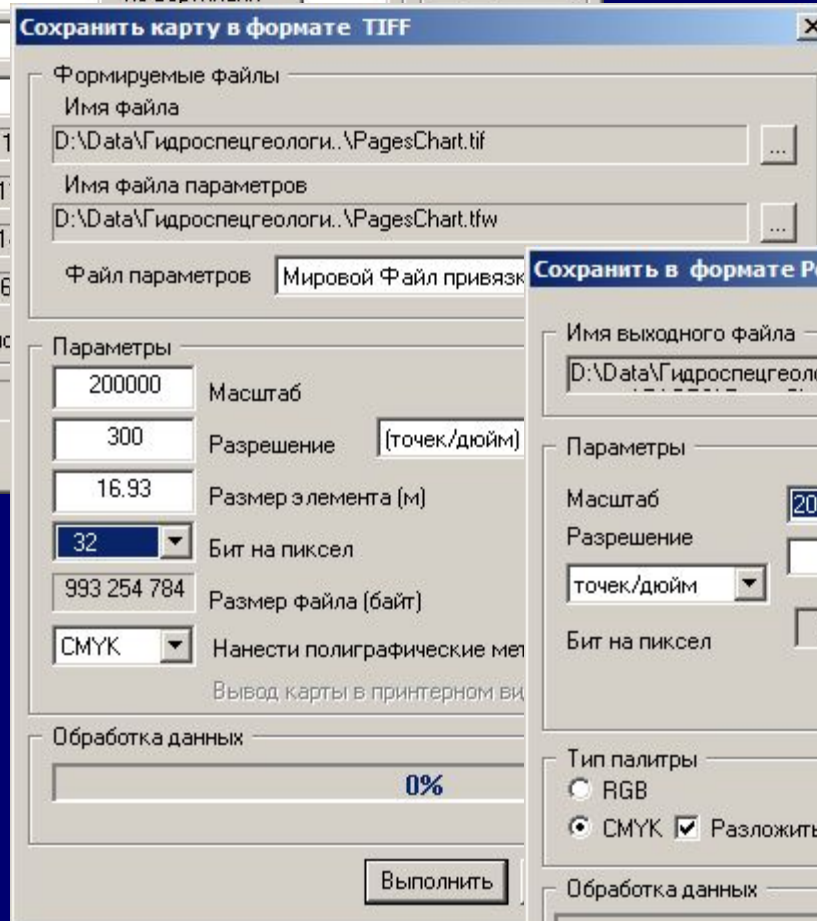 Сохранить карту в формате TIFF
Формируемые файлы
Имя файла
D:\Data\Гидроспецгеологи..\PagesChart.tif
...
Имя файла параметров
D:\Data\Гидроспецгеологи..\PagesChart.tfw
...
Файл параметров Мировой Файл привязк
Параметры
200000 Масштаб
300 Разрешение (точек/дюйм)
16.93 Размер элемента (м)
32 Бит на пиксел
993 254 784 Размер файла (байт)
CMYK Нанести полиграфические мет
Вывод карты в принтерном ви
Обработка данных
0%
Выполнить
Сохранить в формате P
Имя выходного файла
D:\Data\Гидроспецгеоло
Параметры
Масштаб 20
Разрешение
точек/дюйм
Бит на пиксел
Тип палитры
RGB
CMYK Разложить
Обработка данных